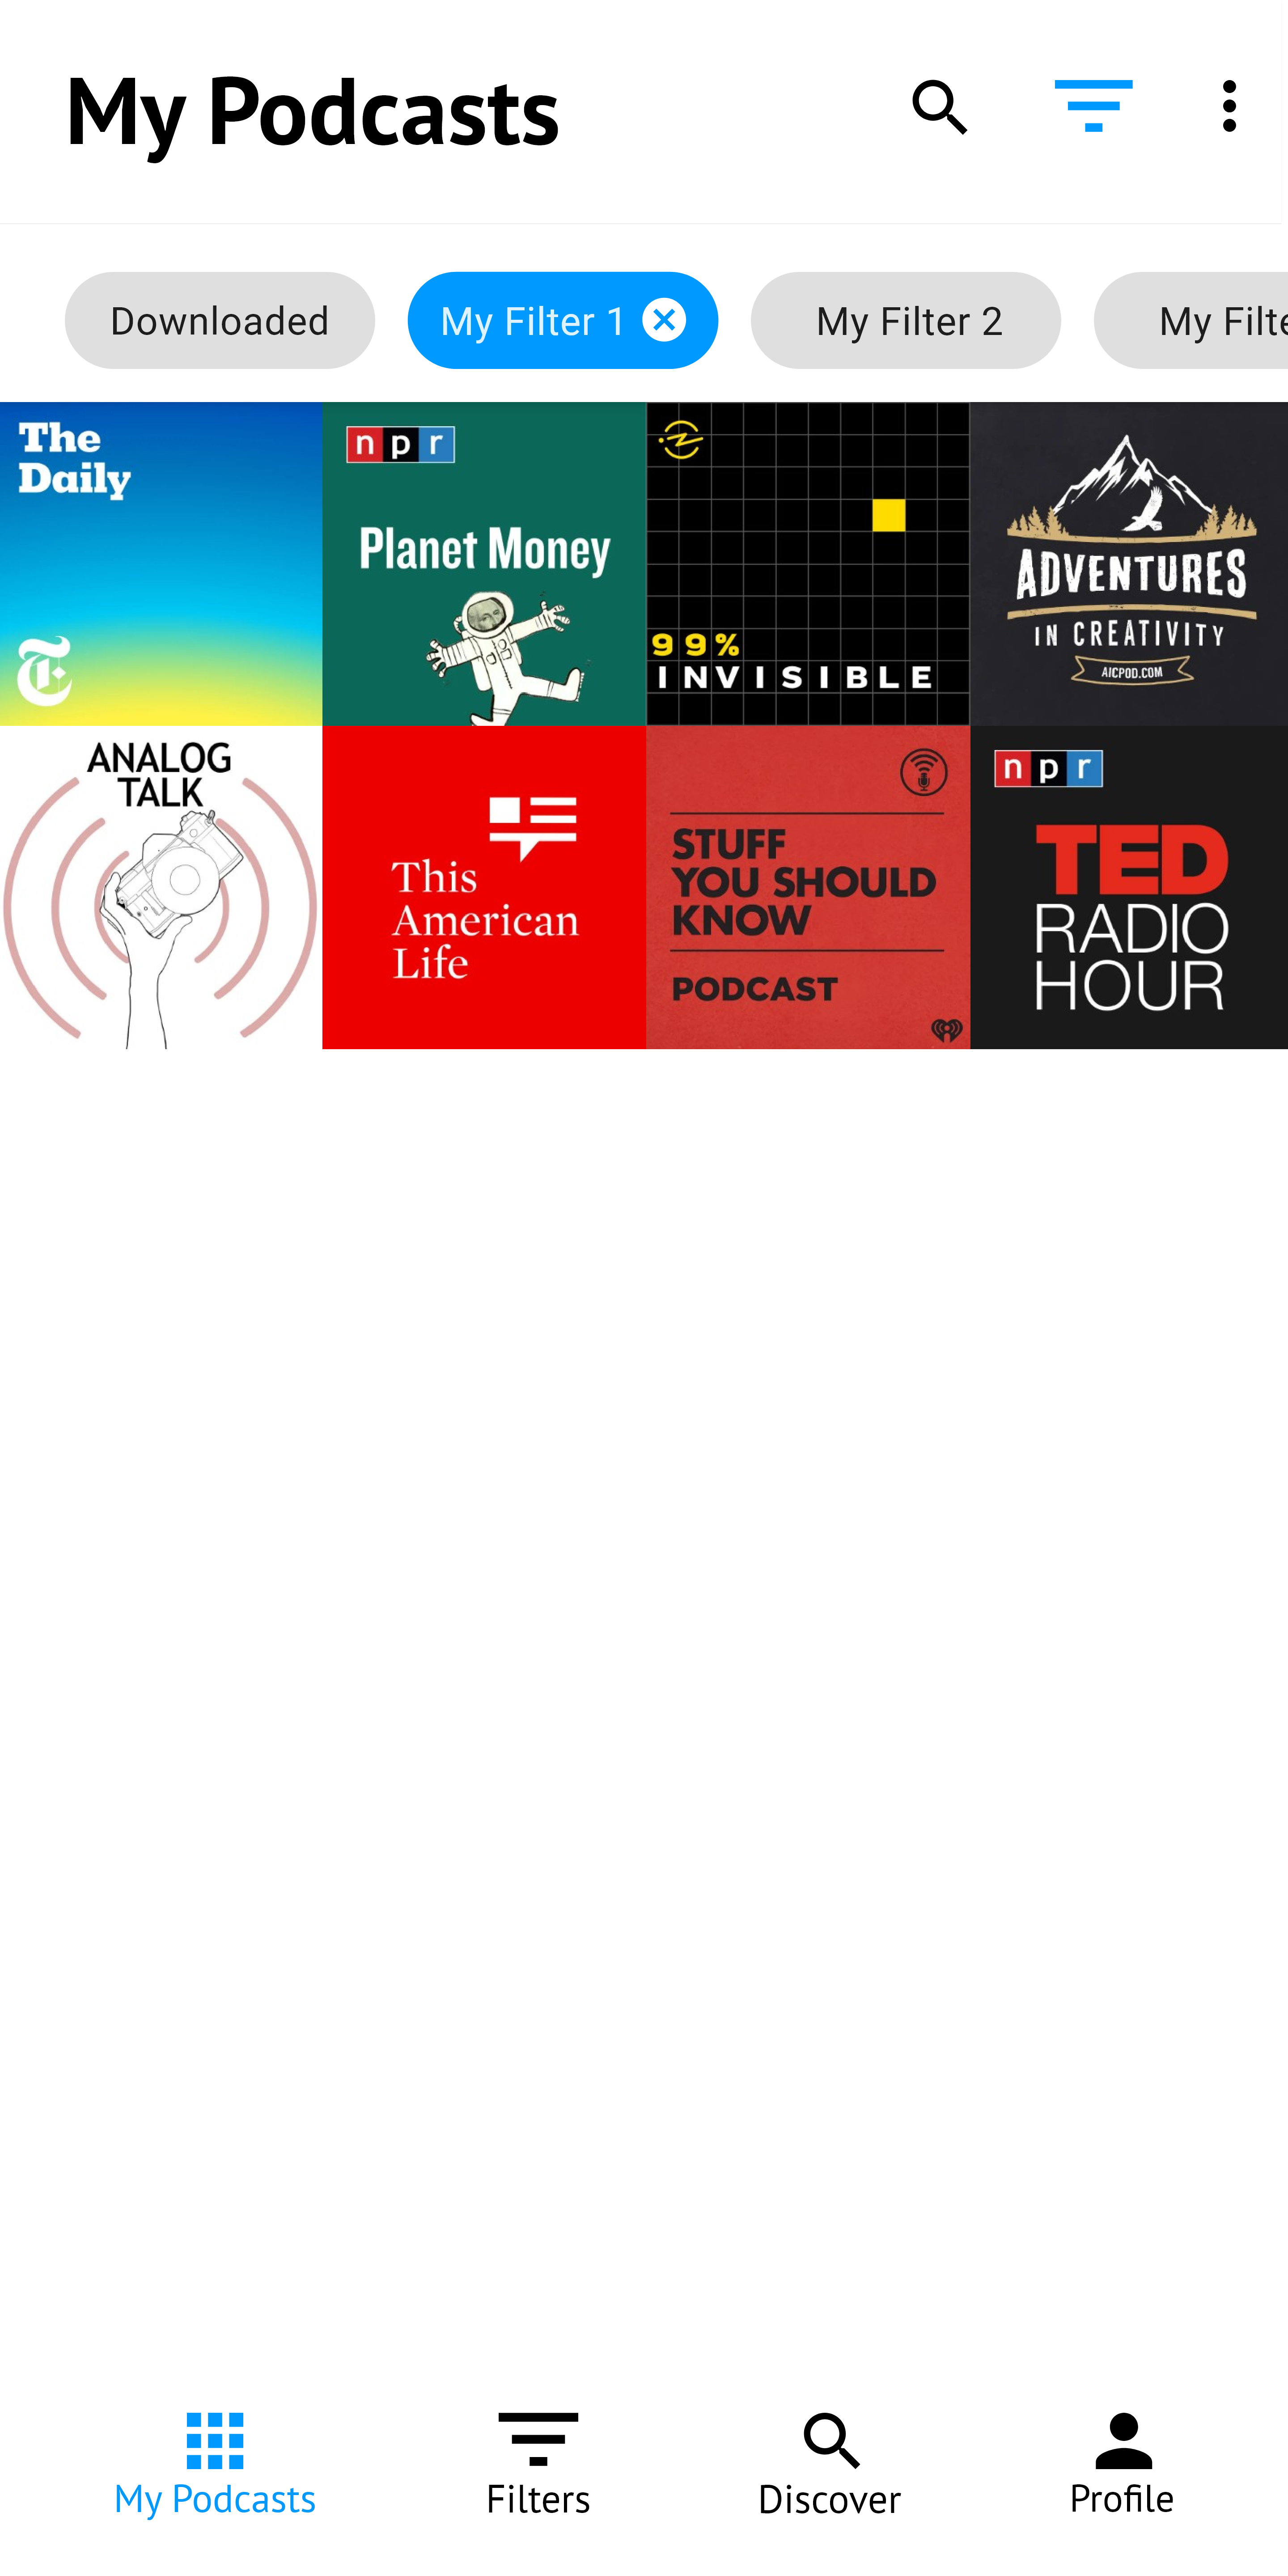 My Podcasts
Downloaded
My Filter 1
My Filter 2
My Filte
The
Daily
T
npr
Planet Money
99%
INVISIBLE
ADVENTURES
IN CREATIVITY
AICPOD.COM
ANALOG
TALK
This
American
Life
STUFF
YOU SHOULD
KNOW
PODCAST
npr
TED
RADIO
HOUR
My Podcasts
Filters
Discover
Profile